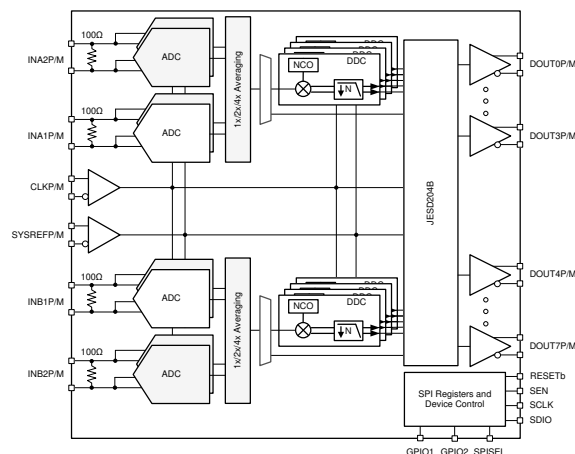 100Ω
INA2P/M
ADC
1x/2x/4x Averaging
DDC
NCO
N
DOUT0P/M
100Ω
INA1P/M
ADC
DOUT3P/M
CLKP/M
JESD204B
SYSREFP/M
DOUT4P/M
100Ω
INB1P/M
ADC
1x/2x/4x Averaging
DDC
NCO
N
100Ω
INB2P/M
ADC
DOUT7P/M
SPI Registers and
Device Control
RESETb
SEN
SCLK
SDIO
GPIO1 GPIO2 SPISEL